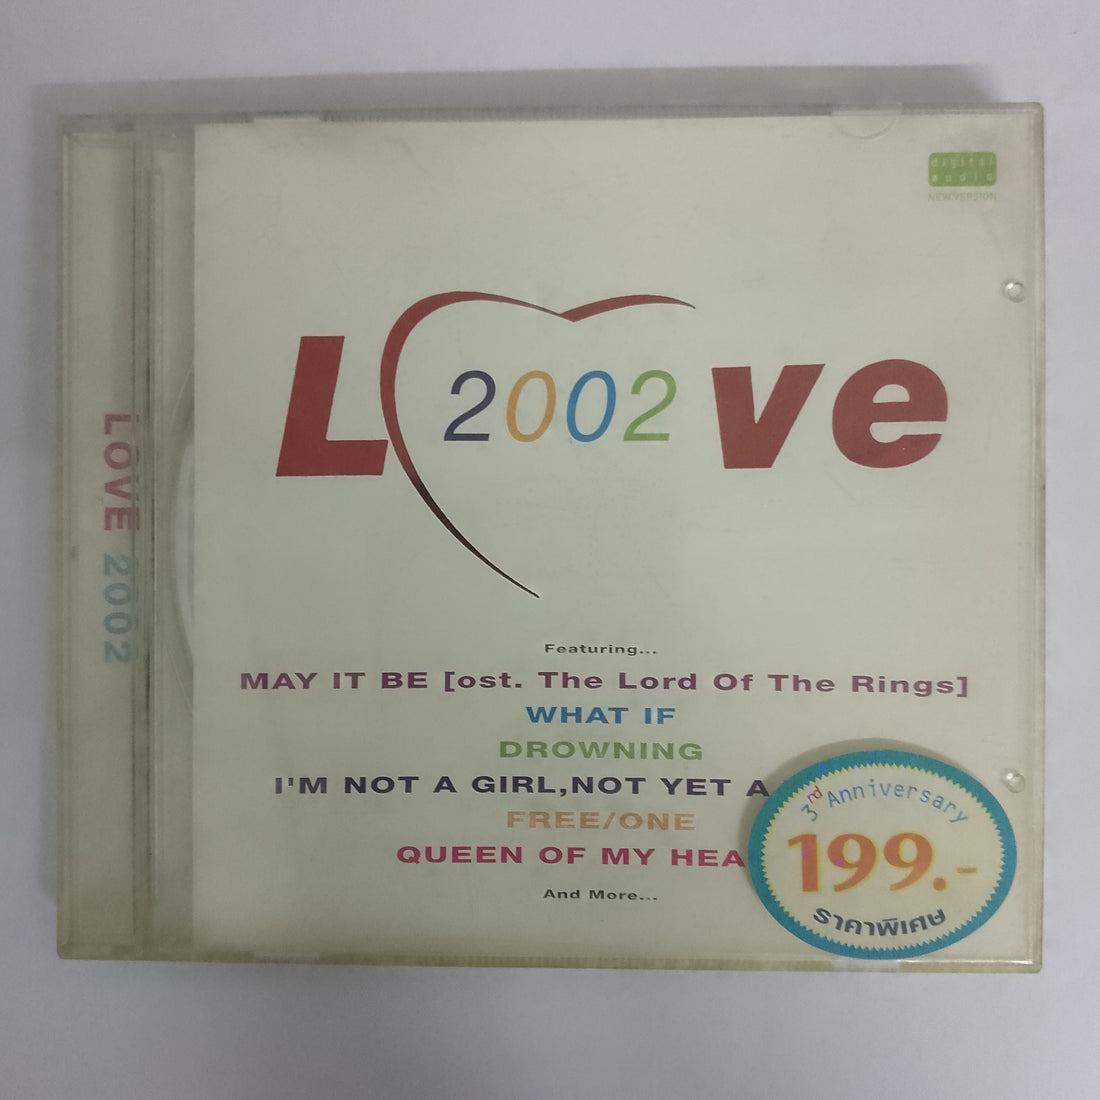 LOVE 2002
digital
audio
NEW VERSION
Love
2002
Featuring...
MAY IT BE [ost. The Lord Of The Rings]
WHAT IF
DROWNING
I'M NOT A GIRL,NOT YET A
FREE/ONE
QUEEN OF MY HEA
And More...
3rd Anniversary
199.-
ราคาพิเศษ